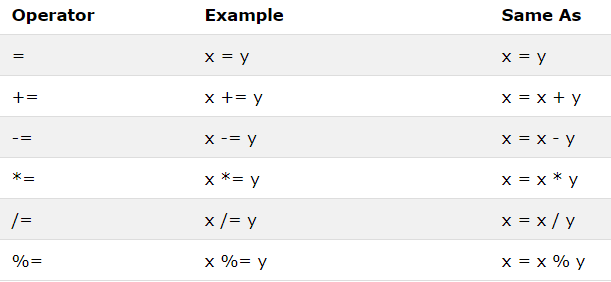 Operator Example Same As
= x = y x = y
+= x += y x = x + y
-= x -= y x = x - y
*= x *= y x = x * y
/= x /= y x = x / y
%= x %= y x = x % y